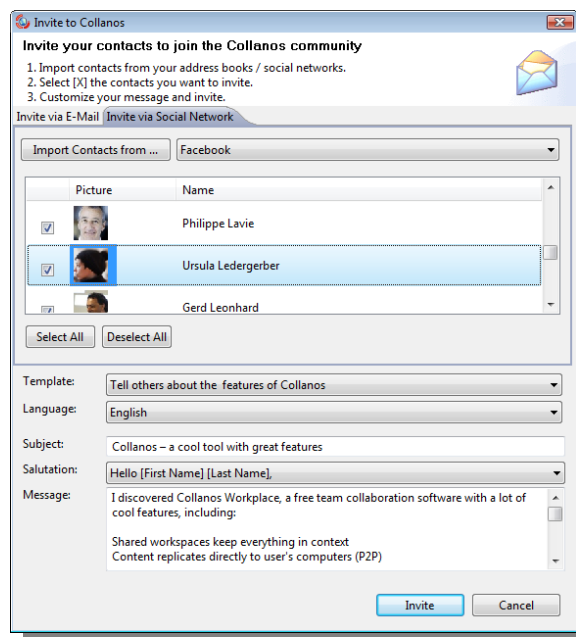 Invite to Collanos
Invite your contacts to join the Collanos community
1. Import contacts from your address books / social networks.
2. Select [X] the contacts you want to invite.
3. Customize your message and invite.
Invite via E-Mail Invite via Social Network
Import Contacts from ... Facebook
Picture Name
Philippe Lavie
Ursula Ledergerber
Gerd Leonhard
Select All Deselect All
Template: Tell others about the features of Collanos
Language: English
Subject: Collanos – a cool tool with great features
Salutation: Hello [First Name] [Last Name],
Message: I discovered Collanos Workplace, a free team collaboration software with a lot of
cool features, including:
Shared workspaces keep everything in context
Content replicates directly to user's computers (P2P)
Invite Cancel